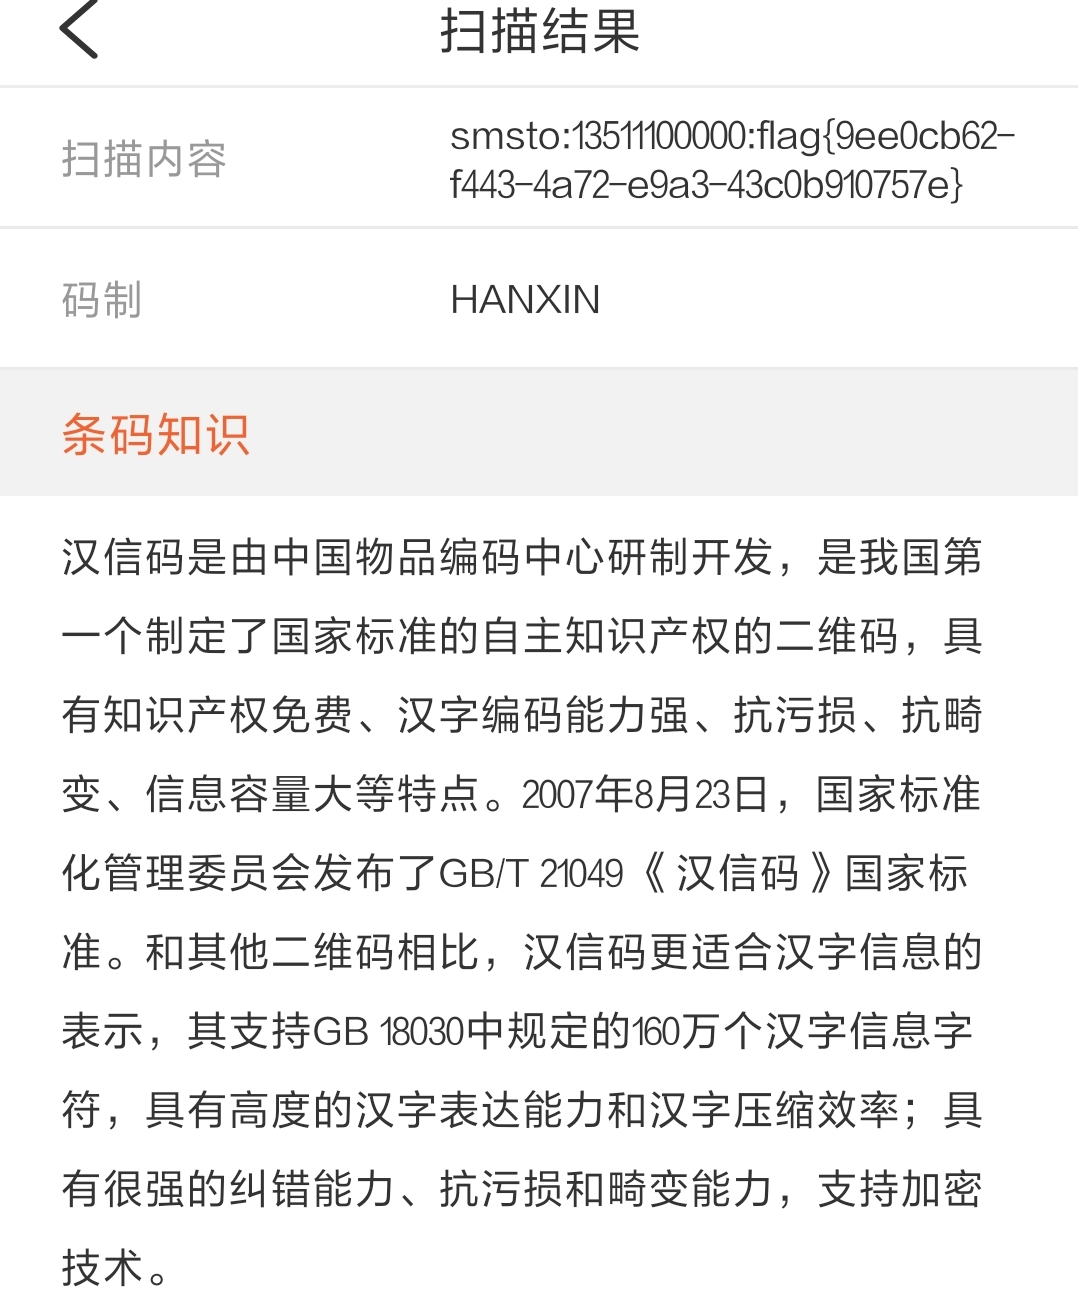 扫描结果
扫描内容
smsto:13511100000:flag{9ee0cb62-
f443-4a72-e9a3-43c0b910757e}
码制
HANXIN
条码知识
汉信码是由中国物品编码中心研制开发，是我国第
一个制定了国家标准的自主知识产权的二维码，具
有知识产权免费、汉字编码能力强、抗污损、抗畸
变、信息容量大等特点。2007年8月23日，国家标准
化管理委员会发布了GB/T 21049《汉信码》国家标
准。和其他二维码相比，汉信码更适合汉字信息的
表示，其支持GB 18030中规定的160万个汉字信息字
符，具有高度的汉字表达能力和汉字压缩效率；具
有很强的纠错能力、抗污损和畸变能力，支持加密
技术。